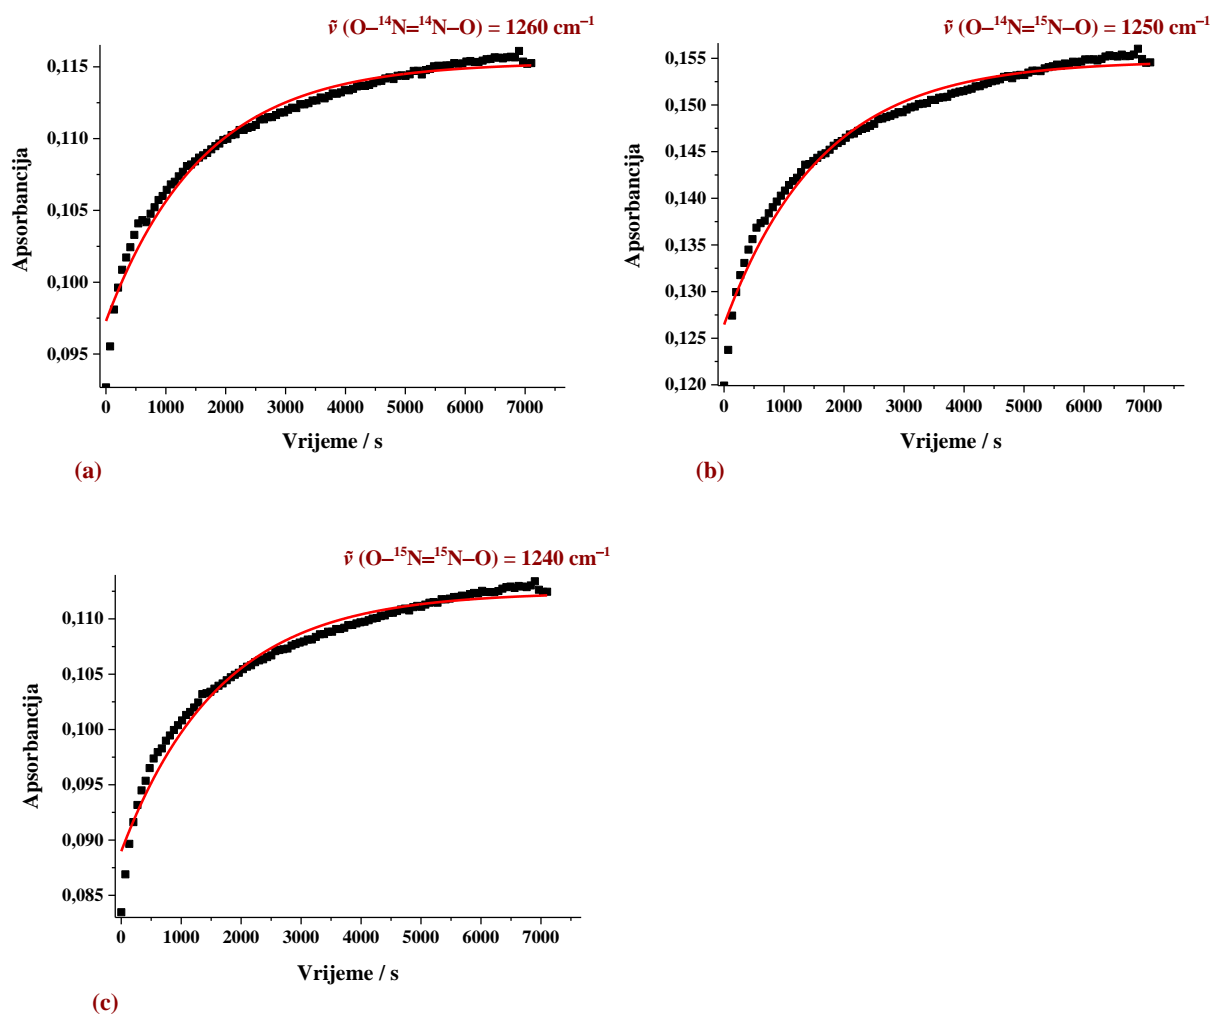 ν̃ (O–¹⁴N=¹⁴N–O) = 1260 cm⁻¹
0,115
0,110
0,105
0,100
0,095
Apsorbancija
0 1000 2000 3000 4000 5000 6000 7000
Vrijeme / s
(a)
ν̃ (O–¹⁴N=¹⁵N–O) = 1250 cm⁻¹
0,155
0,150
0,145
0,140
0,135
0,130
0,125
0,120
Apsorbancija
0 1000 2000 3000 4000 5000 6000 7000
Vrijeme / s
(b)
ν̃ (O–¹⁵N=¹⁵N–O) = 1240 cm⁻¹
0,110
0,105
0,100
0,095
0,090
0,085
Apsorbancija
0 1000 2000 3000 4000 5000 6000 7000
Vrijeme / s
(c)